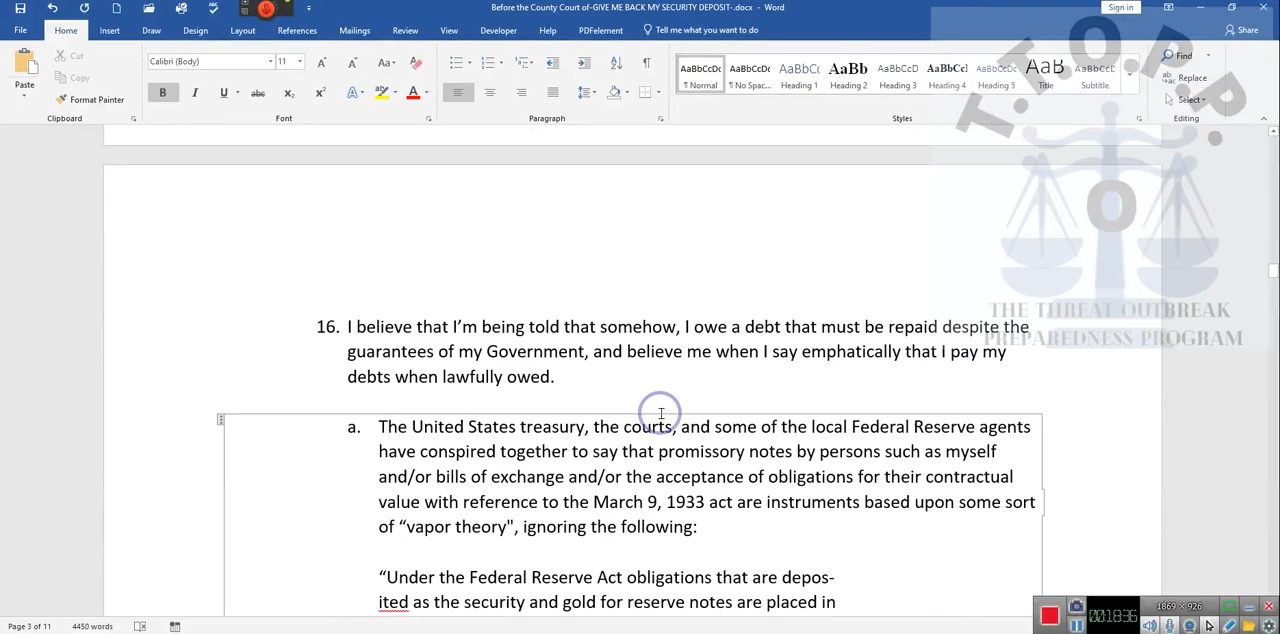 Before the County Court of-GIVE ME BACK MY SECURITY DEPOSIT-.docx - Word
Sign in
File Home Insert Draw Design Layout References Mailings Review View Developer Help PDFelement Tell me what you want to do Share
Paste
Cut
Copy
Format Painter
Clipboard
Calibri (Body) 11
Font
Paragraph
AaBbCcDc AaBbCcDc AaBbCc AaBb AaBbCcD AaBbCcI AaBbCcDc AaB AaBbCcC
¶ Normal ¶ No Spac... Heading 1 Heading 2 Heading 3 Heading 4 Heading 5 Title Subtitle
Styles
Find
Replace
Select
Editing
T.T.O.P.P.
O
THE THREAT OUTBREAK
PREPAREDNESS PROGRAM
16. I believe that I’m being told that somehow, I owe a debt that must be repaid despite the
guarantees of my Government, and believe me when I say emphatically that I pay my
debts when lawfully owed.
a. The United States treasury, the courts, and some of the local Federal Reserve agents
have conspired together to say that promissory notes by persons such as myself
and/or bills of exchange and/or the acceptance of obligations for their contractual
value with reference to the March 9, 1933 act are instruments based upon some sort
of “vapor theory", ignoring the following:
“Under the Federal Reserve Act obligations that are depos-
ited as the security and gold for reserve notes are placed in
1869 × 926
Page 3 of 11 4450 words